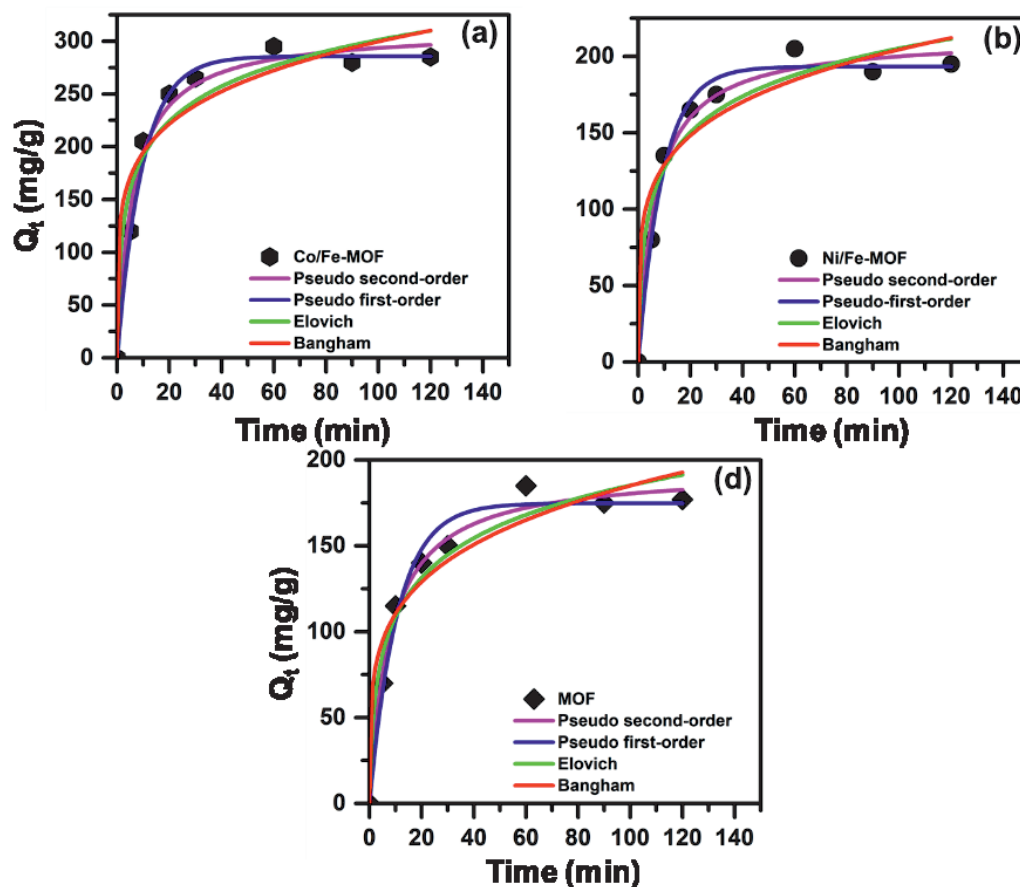 (a)
Q_t (mg/g)
300
250
200
150
100
50
0
Co/Fe-MOF
Pseudo second-order
Pseudo first-order
Elovich
Bangham
0 20 40 60 80 100 120 140
Time (min)
(b)
200
150
100
50
0
Ni/Fe-MOF
Pseudo second-order
Pseudo-first-order
Elovich
Bangham
0 20 40 60 80 100 120 140
Time (min)
(d)
Q_t (mg/g)
200
150
100
50
0
MOF
Pseudo second-order
Pseudo first-order
Elovich
Bangham
0 20 40 60 80 100 120 140
Time (min)